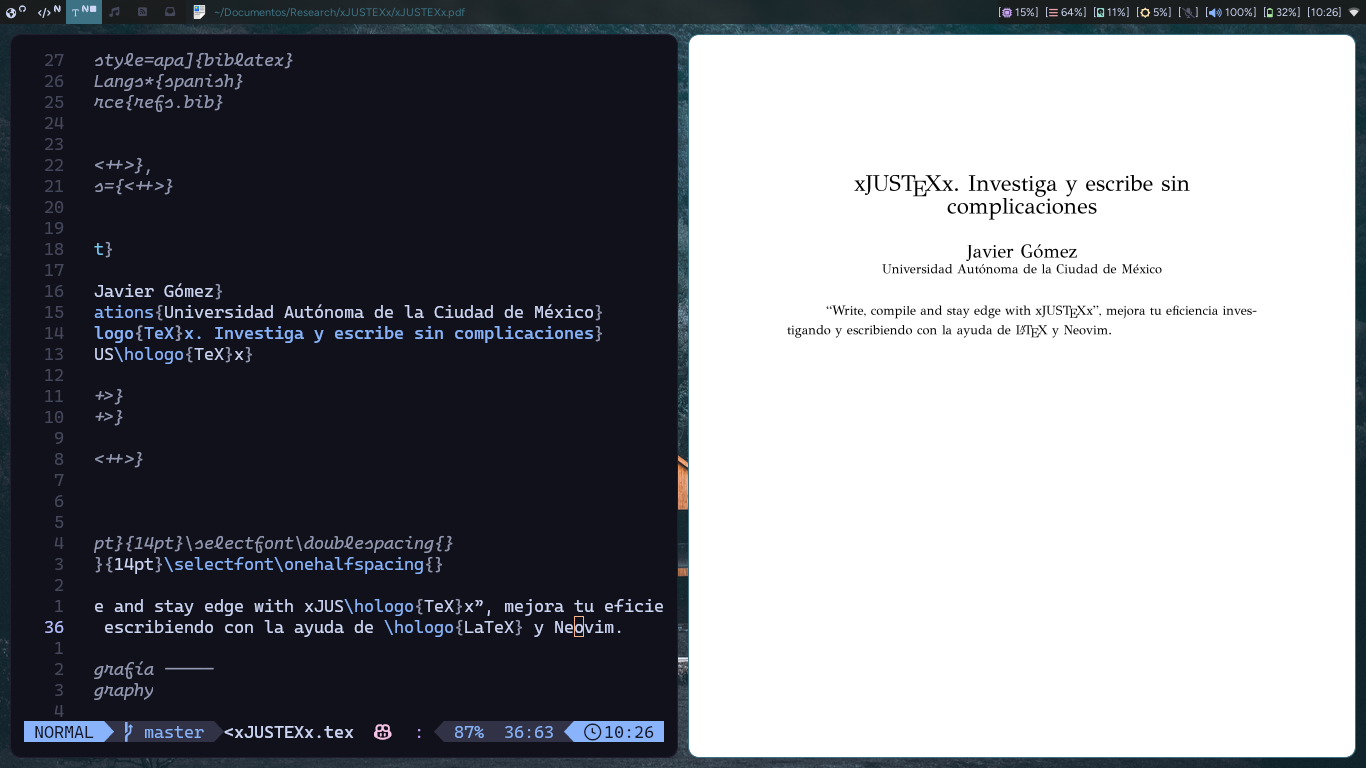 ~/Documentos/Research/xJUSTEXx/xJUSTEXx.pdf
[15%] [64%] [11%] [5%] [] [100%] [32%] [10:26]
27 style=apa]{biblatex}
26 Langs*{spanish}
25 rce{refs.bib}
24
23
22 <++>},
21 s={<++>}
20
19
18 t}
17
16 Javier Gómez}
15 ations{Universidad Autónoma de la Ciudad de México}
14 logo{TeX}x. Investiga y escribe sin complicaciones}
13 US\hologo{TeX}x}
12
11 +>}
10 +>}
9
8 <++>}
7
6
5
4 pt}{14pt}\selectfont\doublespacing{}
3 }{14pt}\selectfont\onehalfspacing{}
2
1 e and stay edge with xJUS\hologo{TeX}x”, mejora tu eficie
36 escribiendo con la ayuda de \hologo{LaTeX} y Neovim.
1
2 grafía ─────
3 graphy
4
NORMAL master <xJUSTEXx.tex : 87% 36:63 10:26
xJUSTEXx. Investiga y escribe sin
complicaciones
Javier Gómez
Universidad Autónoma de la Ciudad de México
“Write, compile and stay edge with xJUSTEXx”, mejora tu eficiencia inves-
tigando y escribiendo con la ayuda de LATEX y Neovim.